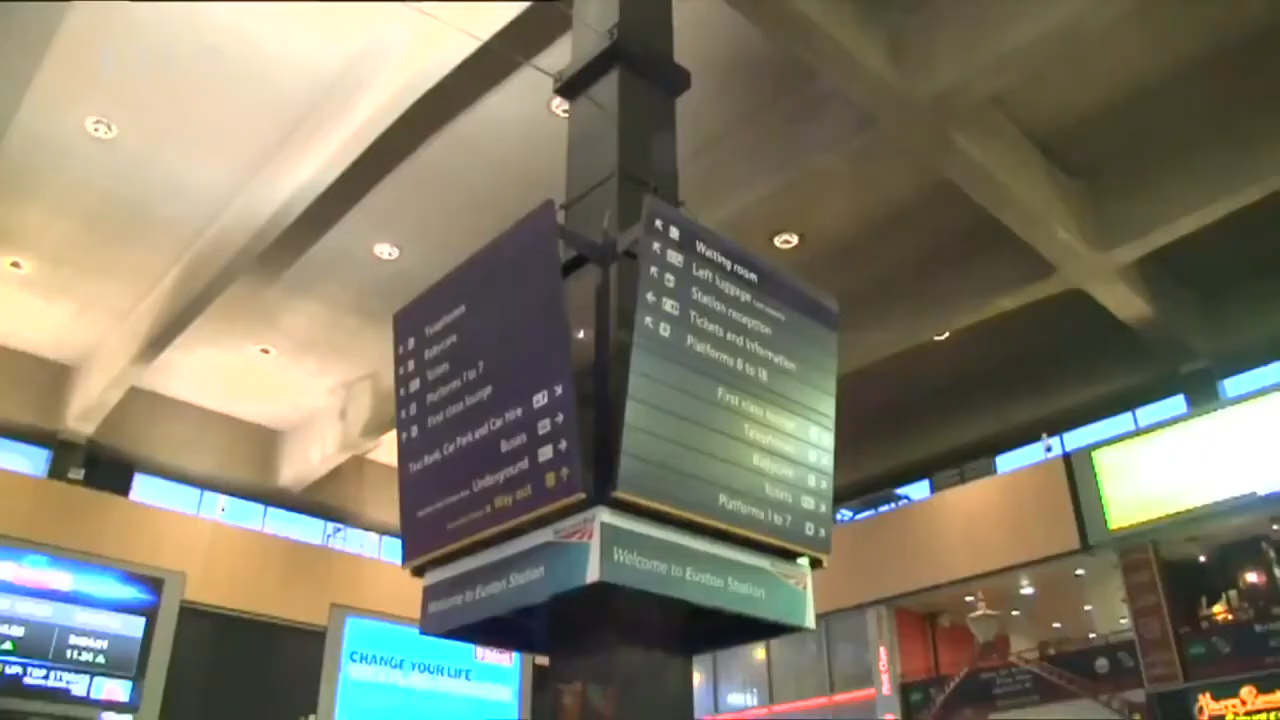 Telephones
Babycare
Toilets
Platforms 1 to 7
First class lounge
Taxi Rank, Car Park and Car Hire
Buses
Underground
Way out
Waiting room
Left luggage
Station reception
Tickets and information
Platforms 8 to 18
First class lounge
Telephones
Babycare
Toilets
Platforms 1 to 7
Welcome to Euston Station
Welcome to Euston Station
CHANGE YOUR LIFE
11.24